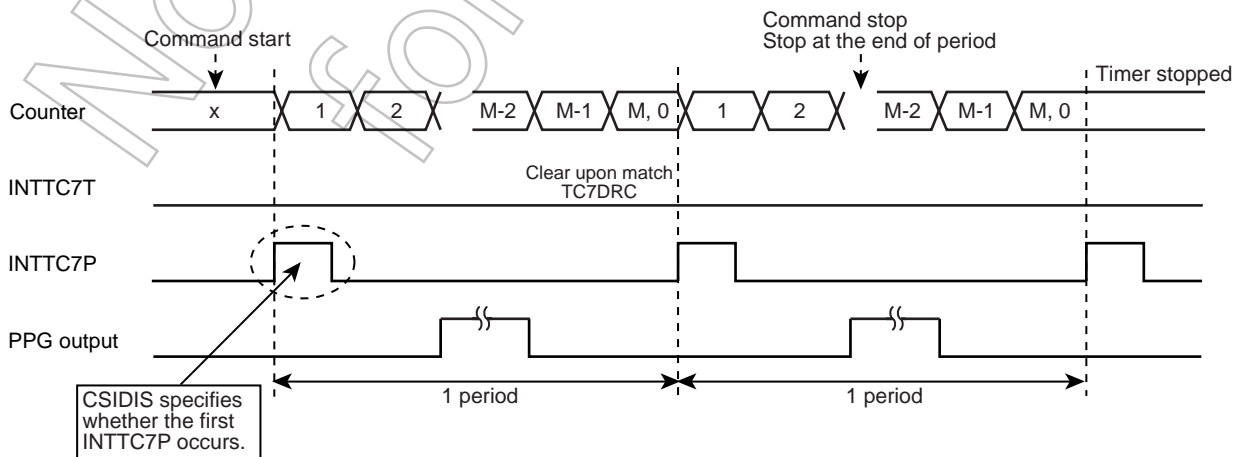 Command start
Command stop
Stop at the end of period
Timer stopped
Counter
x 1 2 M-2 M-1 M, 0 1 2 M-2 M-1 M, 0
INTTC7T
Clear upon match
TC7DRC
INTTC7P
PPG output
1 period 1 period
CSIDIS specifies
whether the first
INTTC7P occurs.